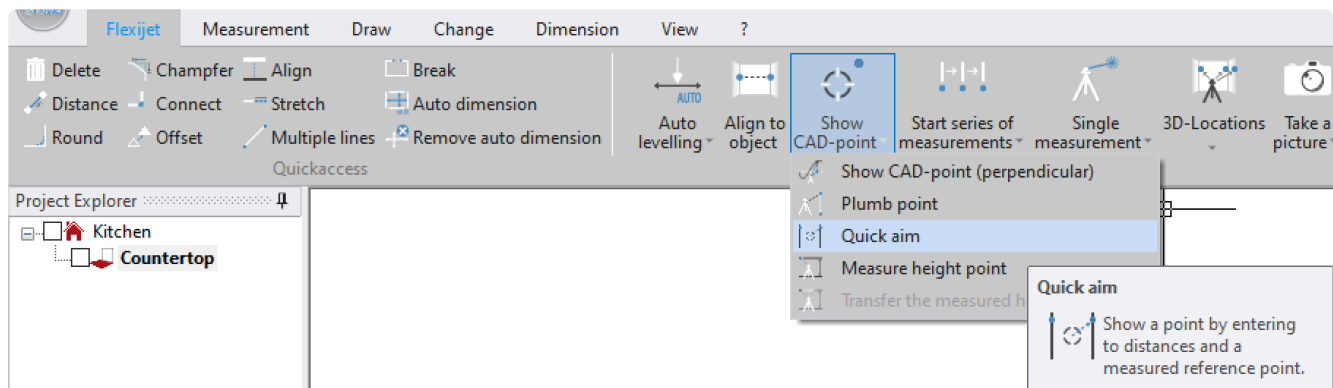 Flexijet Measurement Draw Change Dimension View ?
Delete Champfer Align Break
Distance Connect Stretch Auto dimension
Round Offset Multiple lines Remove auto dimension
Quickaccess
AUTO
Auto levelling
Align to object
Show CAD-point
Start series of measurements
Single measurement
3D-Locations
Take a picture
Show CAD-point (perpendicular)
Plumb point
Quick aim
Measure height point
Transfer the measured h
Project Explorer
Kitchen
Countertop
Quick aim
Show a point by entering
to distances and a
measured reference point.